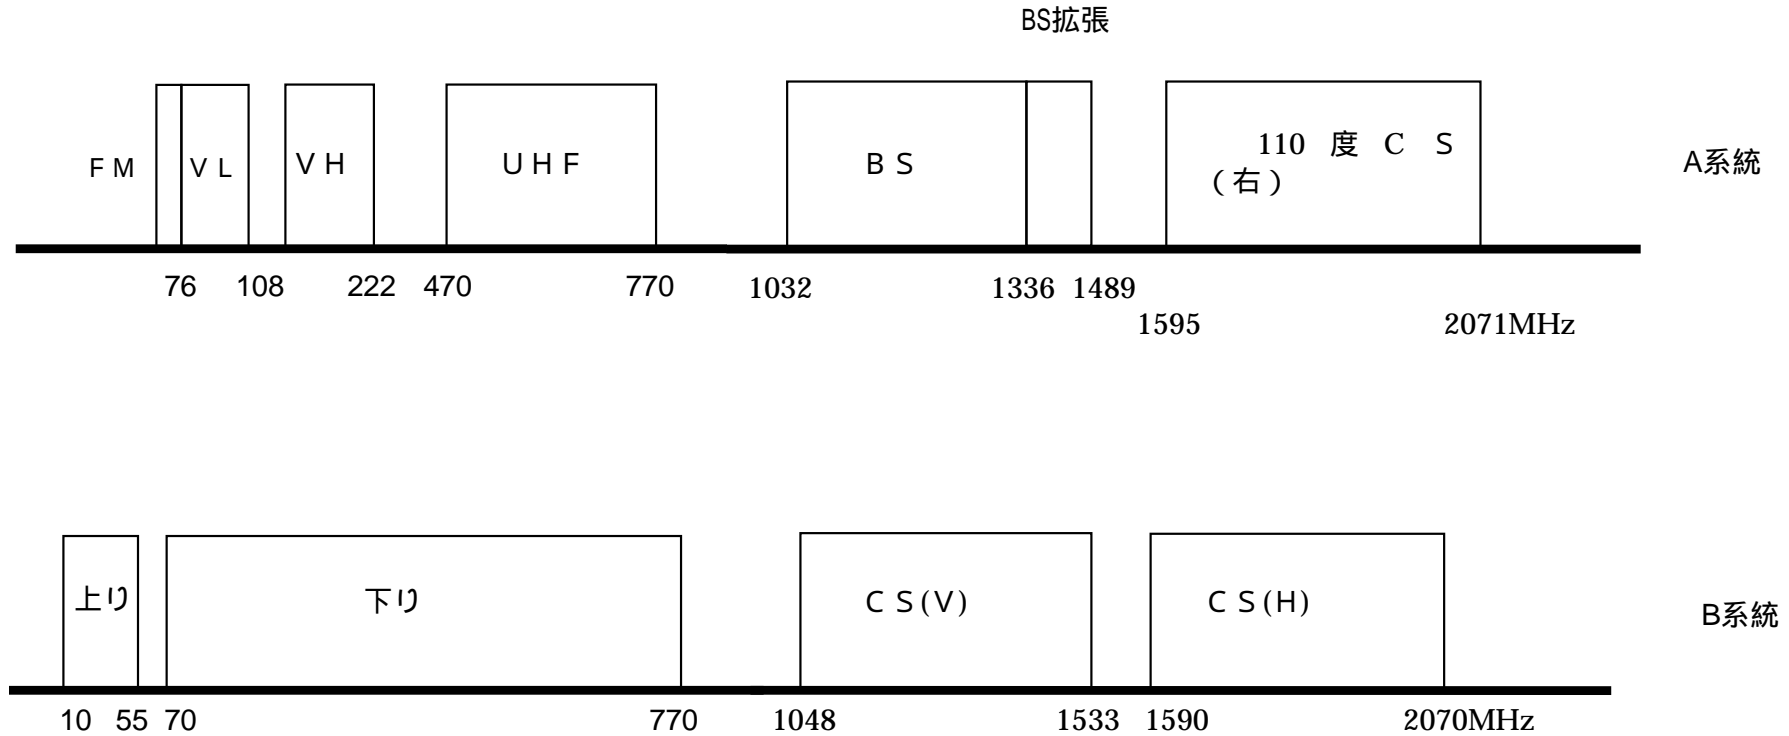 BS拡張
FM VL VH UHF BS 110 度 C S
(右)
A系統
76 108 222 470 770 1032 1336 1489
1595 2071MHz
上り 下り CS(V) CS(H)
B系統
10 55 70 770 1048 1533 1590 2070MHz